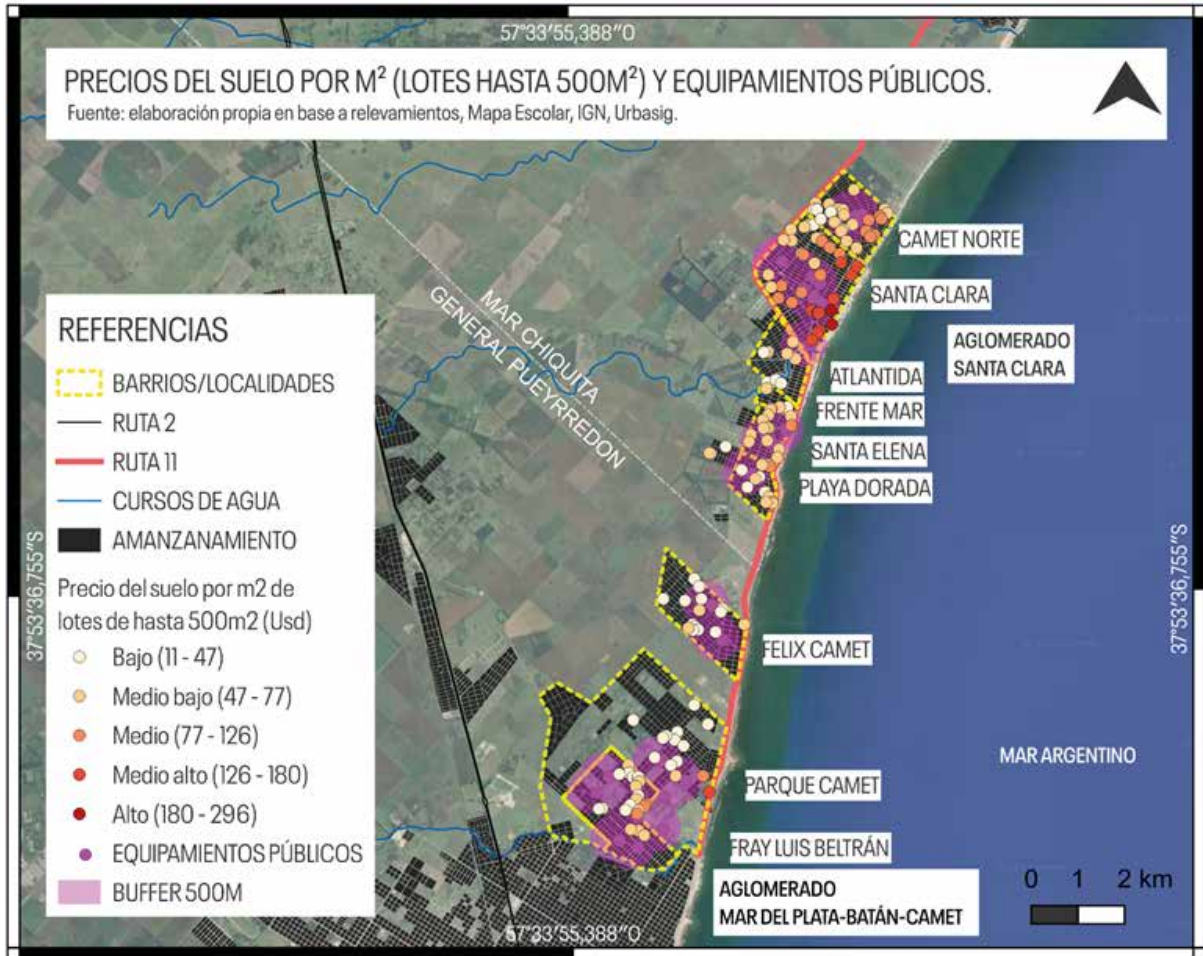 57°33'55,388"O
PRECIOS DEL SUELO POR M² (LOTES HASTA 500M²) Y EQUIPAMIENTOS PÚBLICOS.
Fuente: elaboración propia en base a relevamientos, Mapa Escolar, IGN, Urbasig.
CAMET NORTE
SANTA CLARA
AGLOMERADO
SANTA CLARA
MAR CHIQUITA
GENERAL PUEYRREDON
ATLANTIDA
FRENTE MAR
SANTA ELENA
PLAYA DORADA
REFERENCIAS
BARRIOS/LOCALIDADES
RUTA 2
RUTA 11
CURSOS DE AGUA
AMANZANAMIENTO
Precio del suelo por m2 de
lotes de hasta 500m2 (Usd)
Bajo (11 - 47)
Medio bajo (47 - 77)
Medio (77 - 126)
Medio alto (126 - 180)
Alto (180 - 296)
EQUIPAMIENTOS PÚBLICOS
BUFFER 500M
37°53'36,755"S
37°53'36,755"S
FELIX CAMET
MAR ARGENTINO
PARQUE CAMET
FRAY LUIS BELTRÁN
AGLOMERADO
MAR DEL PLATA-BATÁN-CAMET
0 1 2 km
57°33'55,388"O